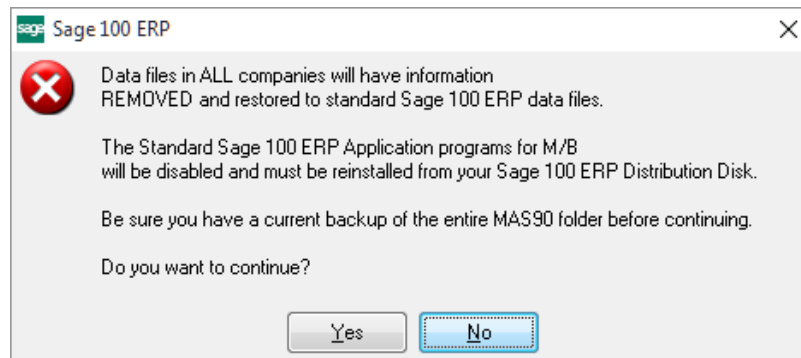 sage Sage 100 ERP
Data files in ALL companies will have information
REMOVED and restored to standard Sage 100 ERP data files.
The Standard Sage 100 ERP Application programs for M/B
will be disabled and must be reinstalled from your Sage 100 ERP Distribution Disk.
Be sure you have a current backup of the entire MAS90 folder before continuing.
Do you want to continue?
Yes No